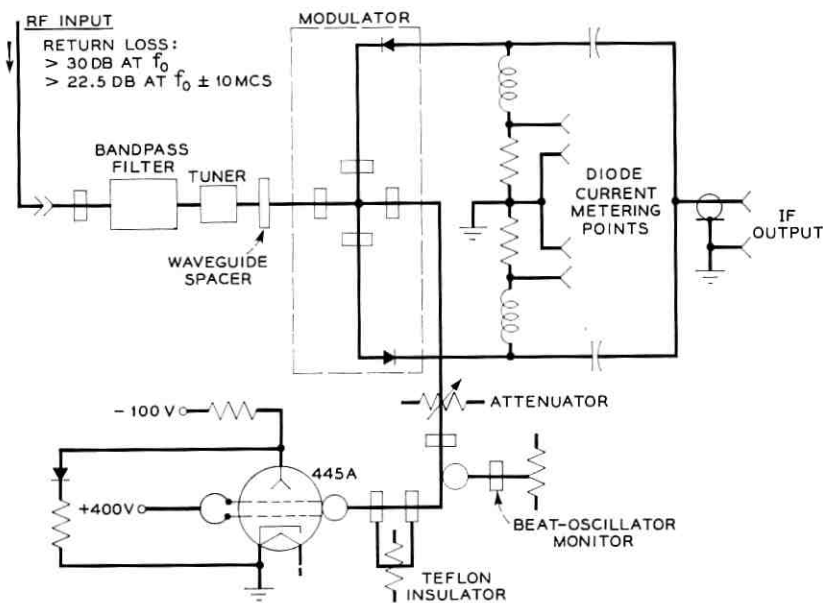 RF INPUT
RETURN LOSS:
> 30 DB AT f₀
> 22.5 DB AT f₀ ± 10 MCS
MODULATOR
BANDPASS
FILTER
TUNER
WAVEGUIDE
SPACER
DIODE
CURRENT
METERING
POINTS
IF
OUTPUT
ATTENUATOR
- 100 V
445A
+400V
BEAT-OSCILLATOR
MONITOR
TEFLON
INSULATOR